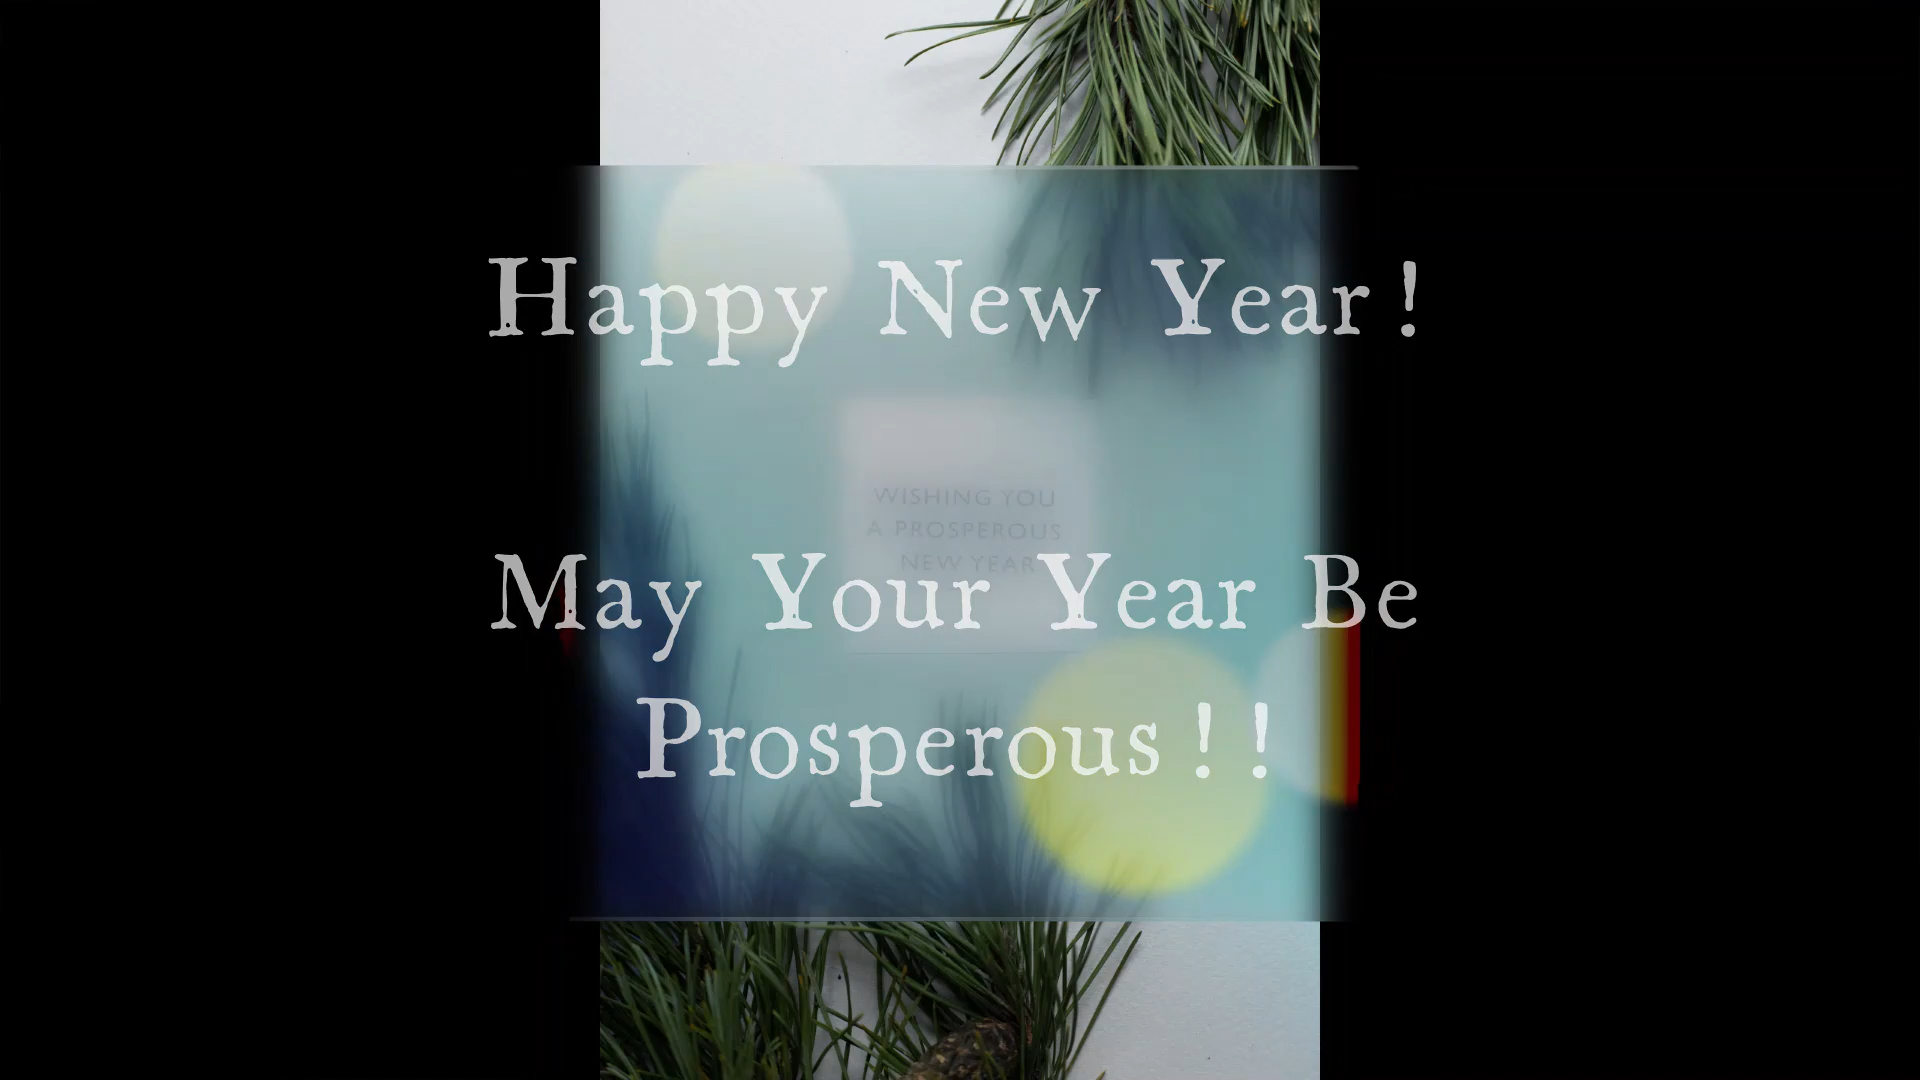 Happy New Year!
WISHING YOU
A PROSPEROUS
NEW YEAR
May Your Year Be
Prosperous!!